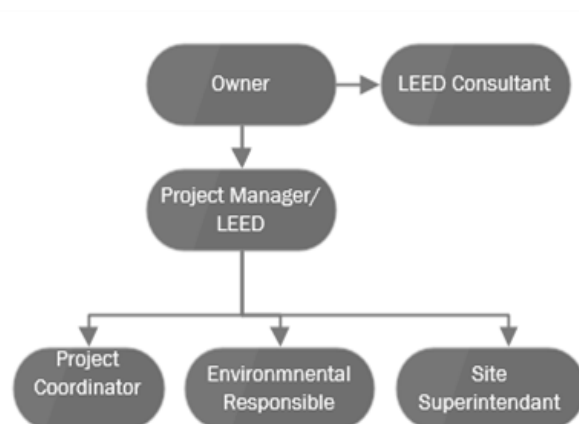 Owner
LEED Consultant
Project Manager/
LEED
Project
Coordinator
Environmnental
Responsible
Site
Superintendant